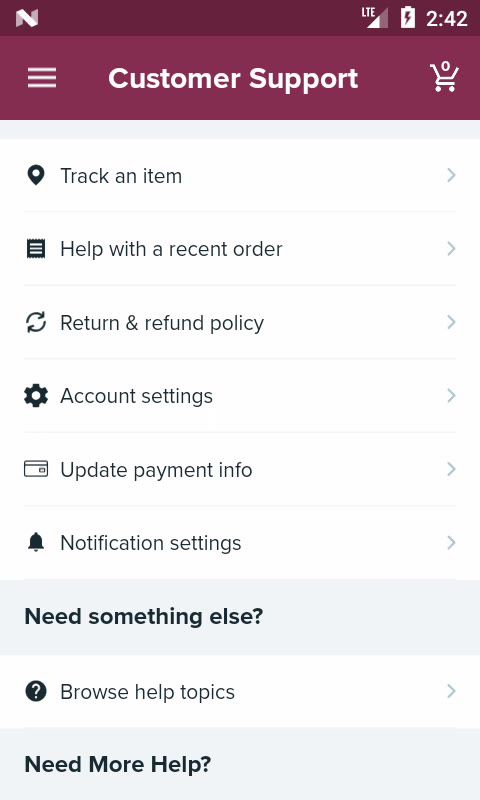 LTE 2:42
Customer Support 0
Track an item
Help with a recent order
Return & refund policy
Account settings
Update payment info
Notification settings
Need something else?
Browse help topics
Need More Help?